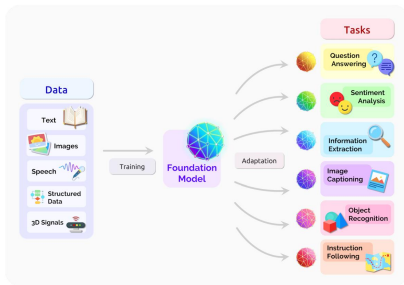 Tasks
Question
Answering
Data
Sentiment
Analysis
Text
Images
Information
Extraction
Speech
Training
Foundation
Model
Adaptation
Image
Captioning
Structured
Data
3D Signals
Object
Recognition
Instruction
Following